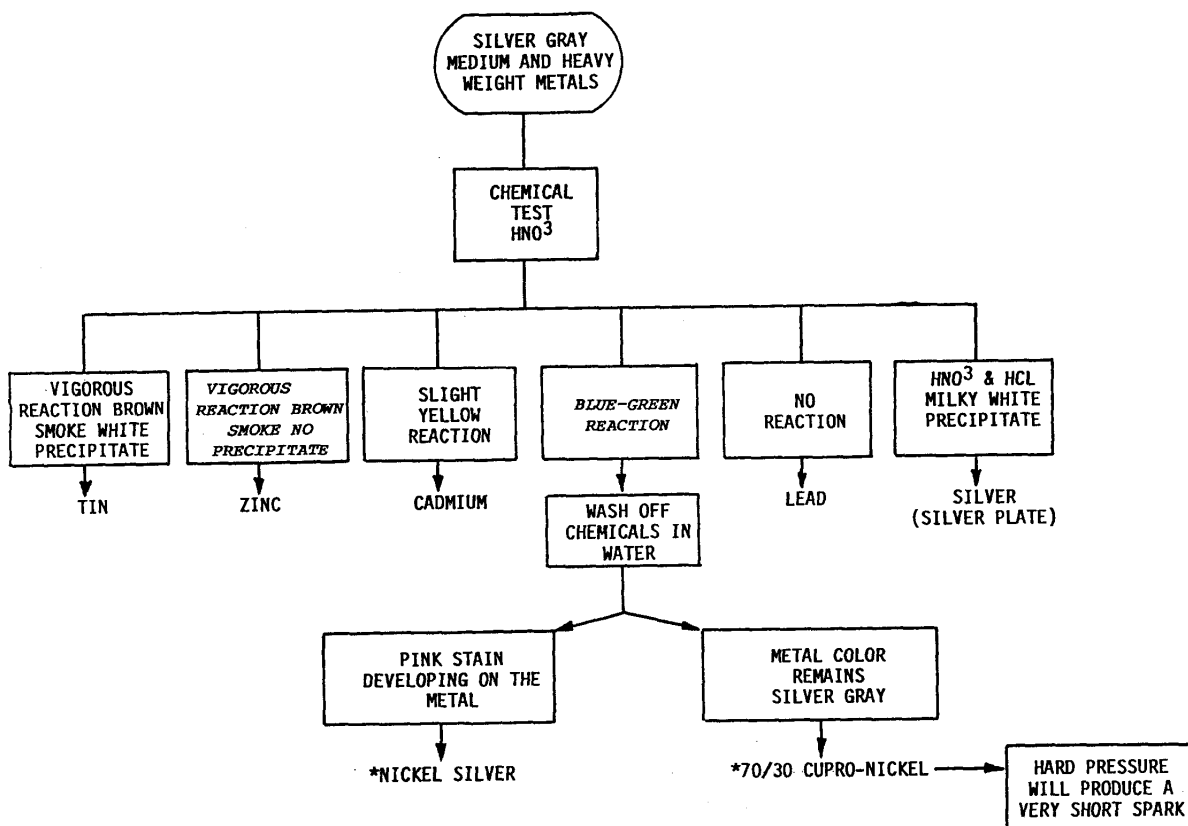 SILVER GRAY
MEDIUM AND HEAVY
WEIGHT METALS
CHEMICAL
TEST
HNO3
VIGOROUS
REACTION BROWN
SMOKE WHITE
PRECIPITATE
TIN
VIGOROUS
REACTION BROWN
SMOKE NO
PRECIPITATE
ZINC
SLIGHT
YELLOW
REACTION
CADMIUM
BLUE-GREEN
REACTION
NO
REACTION
LEAD
HNO3 & HCL
MILKY WHITE
PRECIPITATE
SILVER
(SILVER PLATE)
WASH OFF
CHEMICALS IN
WATER
PINK STAIN
DEVELOPING ON THE
METAL
*NICKEL SILVER
METAL COLOR
REMAINS
SILVER GRAY
*70/30 CUPRO-NICKEL
HARD PRESSURE
WILL PRODUCE A
VERY SHORT SPARK